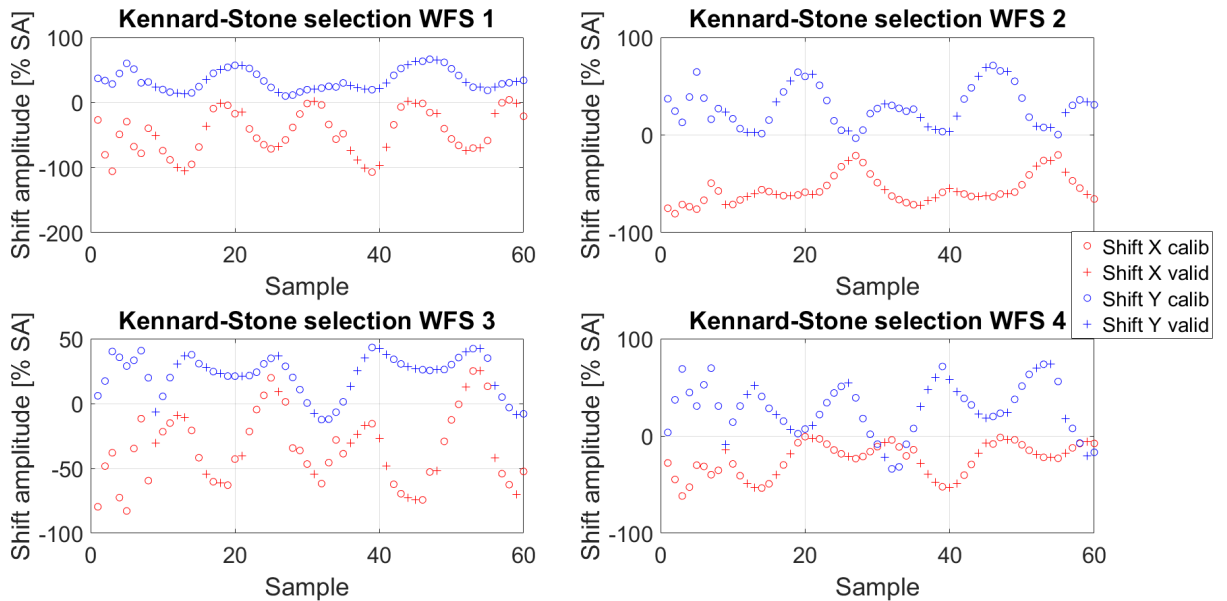 Kennard-Stone selection WFS 1
Shift amplitude [% SA]
100
0
-100
-200
0
20
40
60
Sample
Kennard-Stone selection WFS 2
Shift amplitude [% SA]
100
0
-100
0
20
40
60
Sample
Shift X calib
Shift X valid
Shift Y calib
Shift Y valid
Kennard-Stone selection WFS 3
Shift amplitude [% SA]
50
0
-50
-100
0
20
40
60
Sample
Kennard-Stone selection WFS 4
Shift amplitude [% SA]
100
0
-100
0
20
40
60
Sample